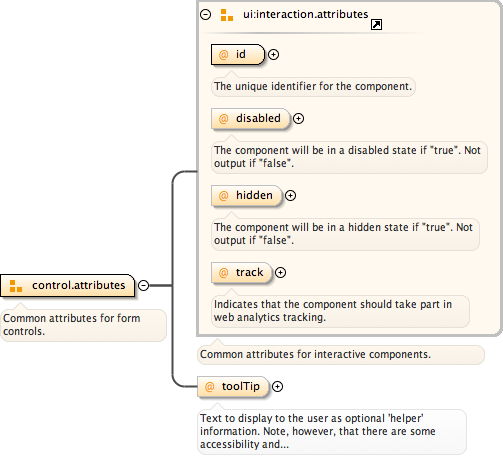 ui:interaction.attributes
@ id
The unique identifier for the component.
@ disabled
The component will be in a disabled state if "true". Not
output if "false".
@ hidden
The component will be in a hidden state if "true". Not
output if "false".
@ track
Indicates that the component should take part in
web analytics tracking.
control.attributes
Common attributes for form
controls.
Common attributes for interactive components.
@ toolTip
Text to display to the user as optional 'helper'
information. Note, however, that there are some
accessibility and...